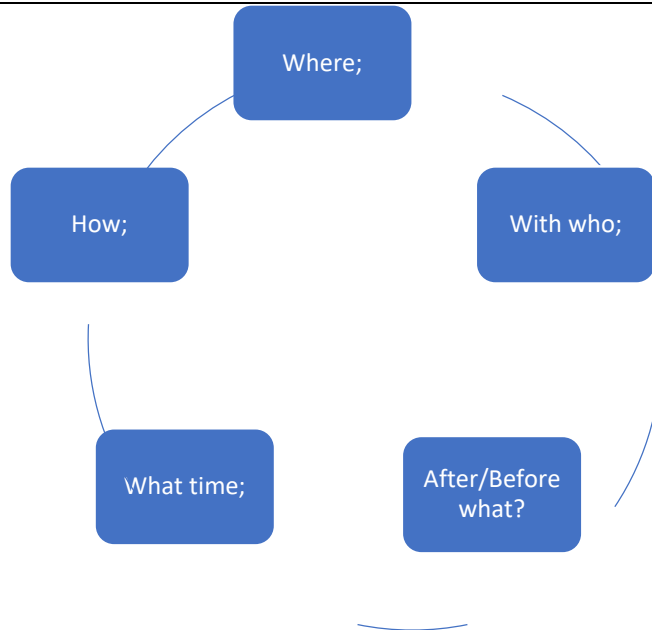 Where;
How;
With who;
What time;
After/Before
what?